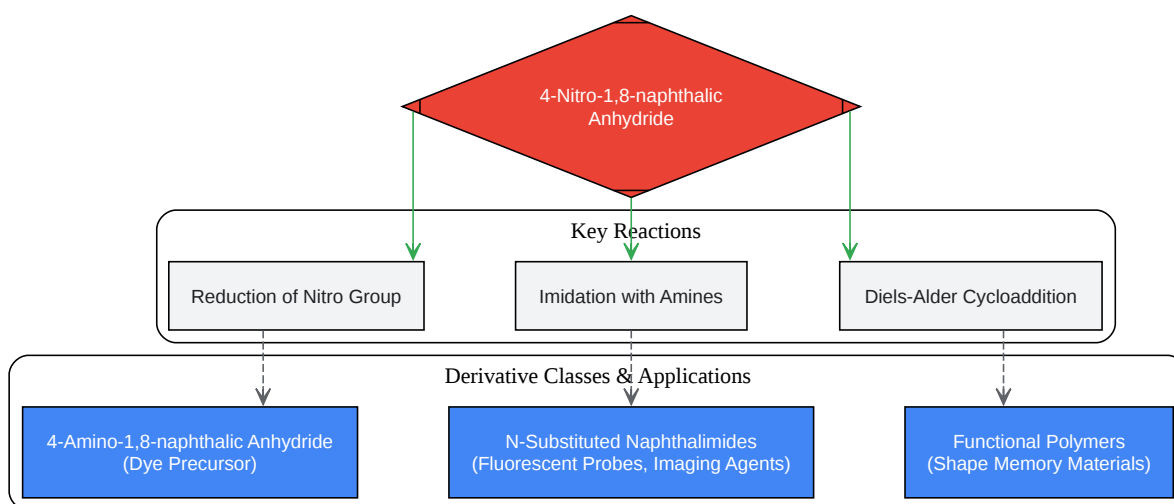 4-Nitro-1,8-naphthalic
Anhydride
Key Reactions
Reduction of Nitro Group
Imidation with Amines
Diels-Alder Cycloaddition
Derivative Classes & Applications
4-Amino-1,8-naphthalic Anhydride
(Dye Precursor)
N-Substituted Naphthalimides
(Fluorescent Probes, Imaging Agents)
Functional Polymers
(Shape Memory Materials)